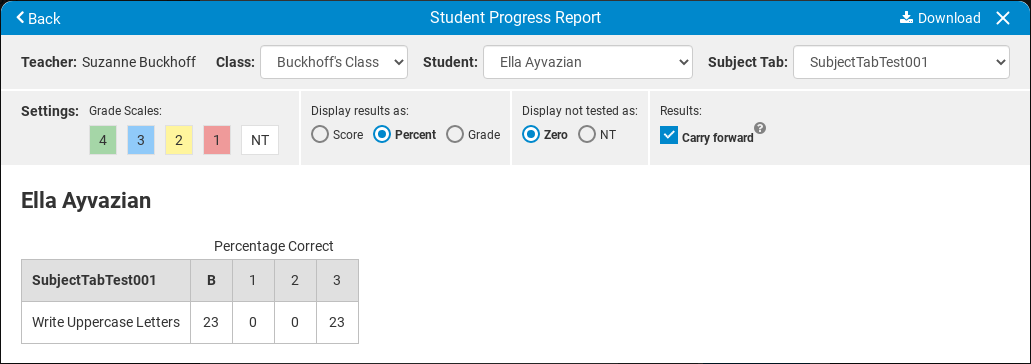 Back
Student Progress Report
Download
Teacher: Suzanne Buckhoff Class: Buckhoff's Class Student: Ella Ayvazian Subject Tab: SubjectTabTest001
Settings: Grade Scales: Display results as: Display not tested as: Results:
4 3 2 1 NT Score Percent Grade Zero NT Carry forward ?
Ella Ayvazian
Percentage Correct
SubjectTabTest001 B 1 2 3
Write Uppercase Letters 23 0 0 23